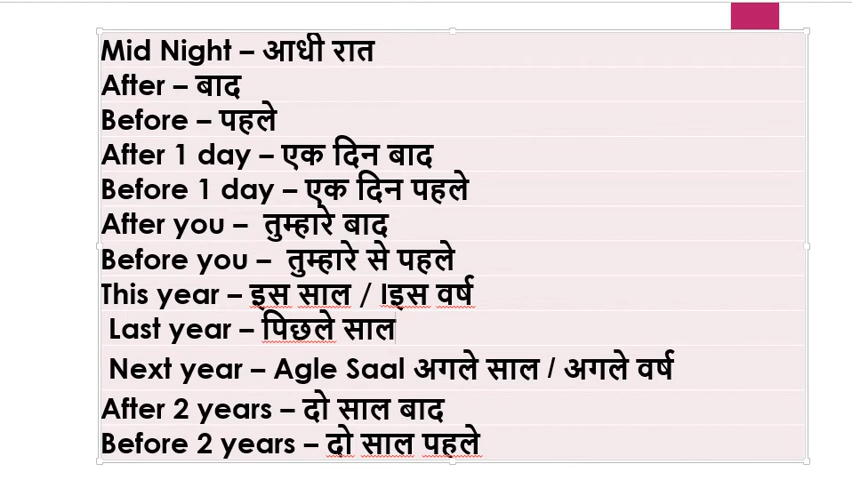 Mid Night – आधी रात
After – बाद
Before – पहले
After 1 day – एक दिन बाद
Before 1 day – एक दिन पहले
After you – तुम्हारे बाद
Before you – तुम्हारे से पहले
This year – इस साल / Iइस वर्ष
Last year – पिछले साल
Next year – Agle Saal अगले साल / अगले वर्ष
After 2 years – दो साल बाद
Before 2 years – दो साल पहले